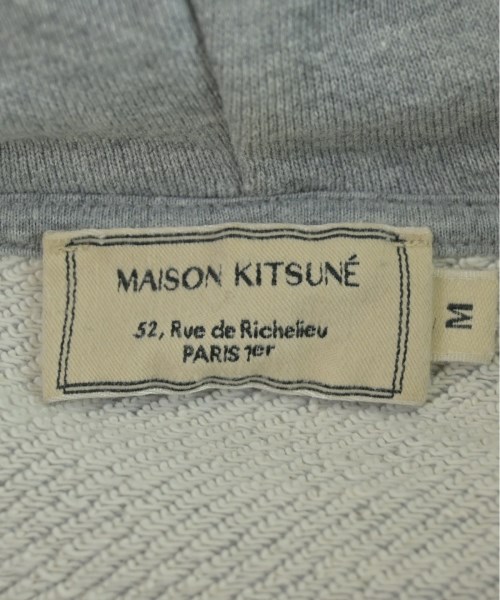 MAISON KITSUNÉ
52, Rue de Richelieu
PARIS 1er
M